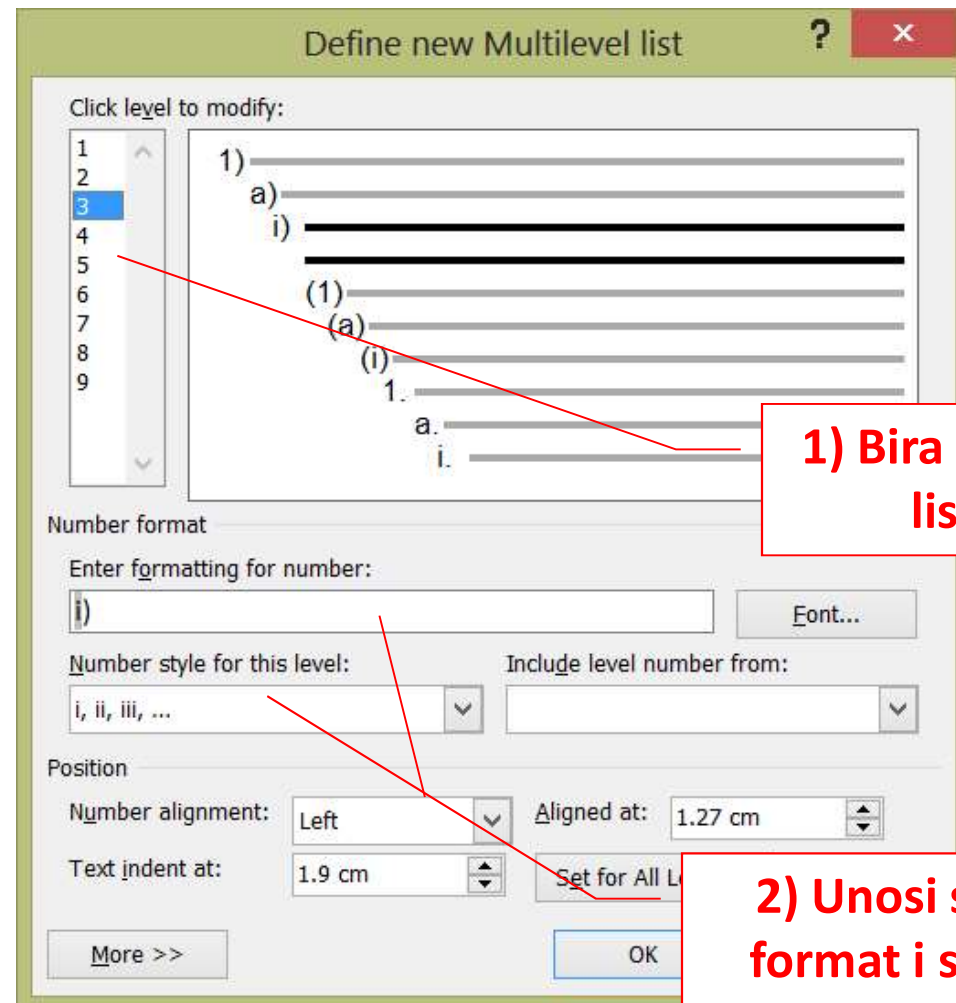 Define new Multilevel list
?
×
Click level to modify:
1
2
3
4
5
6
7
8
9
1)
a)
i)
(1)
(a)
(i)
1.
a.
i.
1) Bira
Number format
Enter formatting for number:
i)
Font...
Number style for this level:
Include level number from:
i, ii, iii, ...
Position
Number alignment:
Left
Aligned at:
1.27 cm
Text indent at:
1.9 cm
Set for All
2) Unosi
format i
More >>
OK